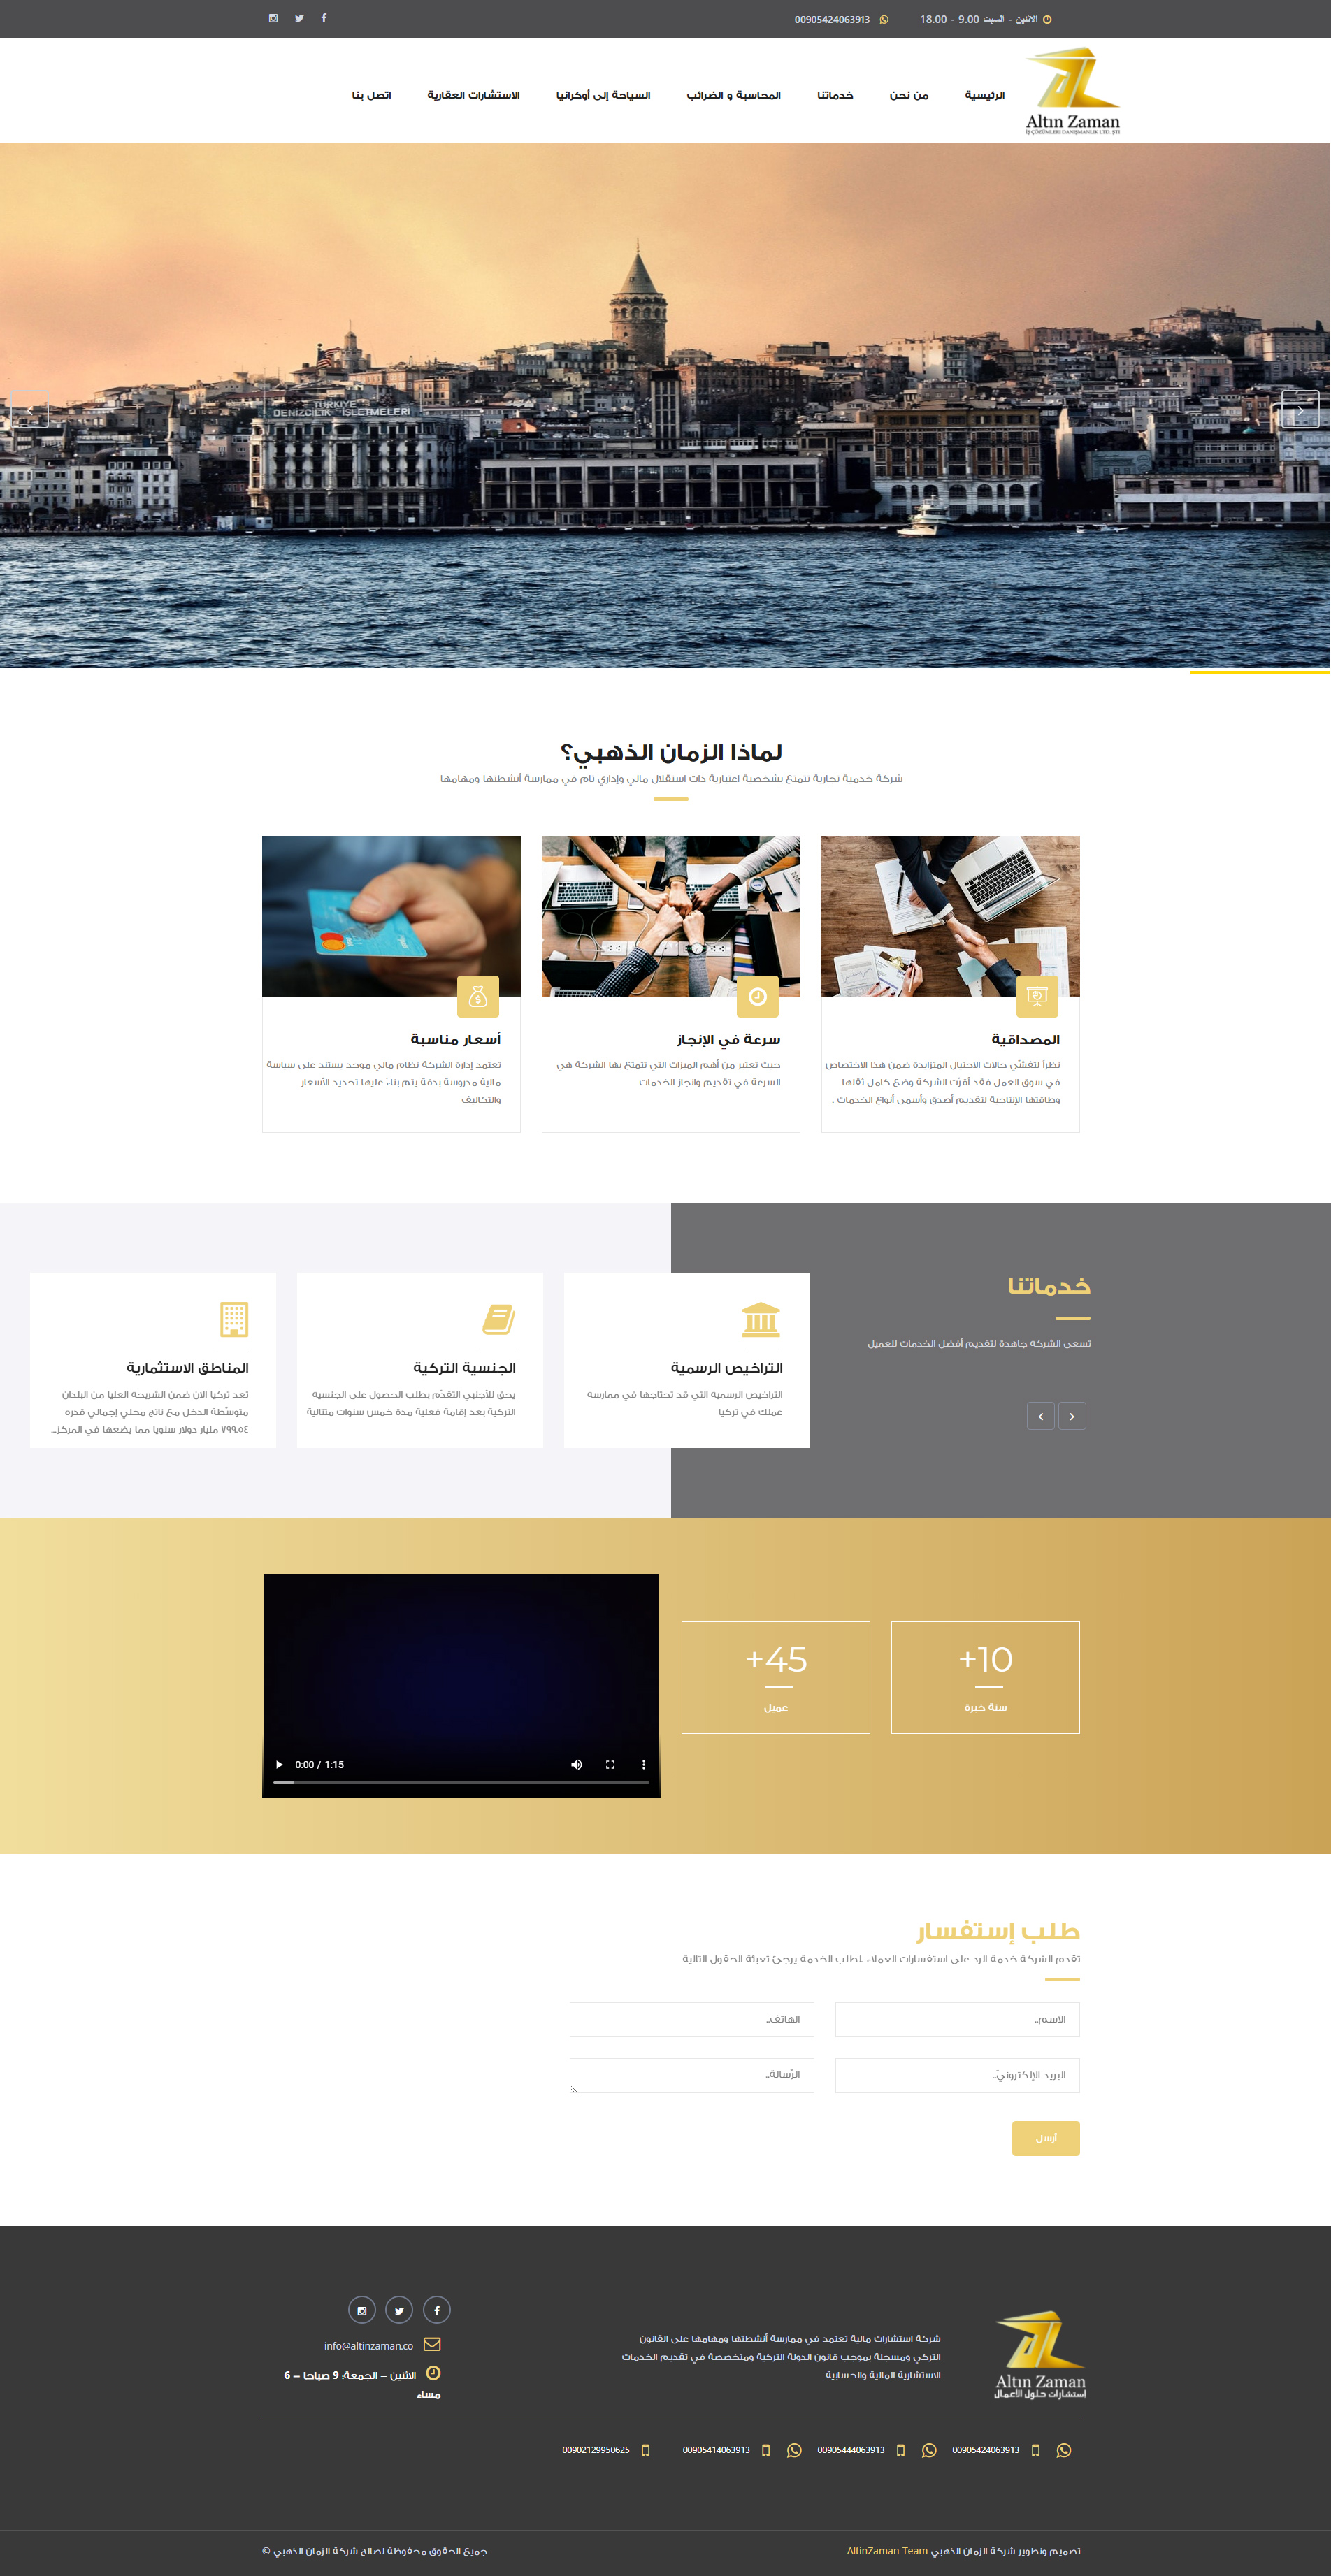 الاثنين - السبت 9.00 - 18.00
00905424063913
Altın Zaman
İŞ ÇÖZÜMLERİ DANIŞMANLIK LTD. ŞTİ
الرئيسية
من نحن
خدماتنا
المحاسبة و الضرائب
السياحة إلى أوكرانيا
الاستشارات العقارية
اتصل بنا
TÜRKİYE
DENİZCİLİK İŞLETMELERİ
لماذا الزمان الذهبي؟
شركة خدمية تجارية تتمتع بشخصية اعتبارية ذات استقلال مالي وإداري تام في ممارسة أنشطتها ومهامها
المصداقية
نظراً لتفشّي حالات الاحتيال المتزايدة ضمن هذا الاختصاص
في سوق العمل فقد أقرّت الشركة وضع كامل ثقلها
وطاقتها الإنتاجية لتقديم أصدق وأسمى أنواع الخدمات .
سرعة في الإنجاز
حيث تعتبر من أهم الميزات التي تتمتع بها الشركة هي
السرعة في تقديم وانجاز الخدمات
أسعار مناسبة
تعتمد إدارة الشركة نظام مالي موحد يستند على سياسة
مالية مدروسة بدقة يتم بناءً عليها تحديد الأسعار
والتكاليف
خدماتنا
تسعى الشركة جاهدة لتقديم أفضل الخدمات للعميل
التراخيص الرسمية
التراخيص الرسمية التي قد تحتاجها في ممارسة
عملك في تركيا
الجنسية التركية
يحق للأجنبي التقدّم بطلب الحصول على الجنسية
التركية بعد إقامة فعلية مدة خمس سنوات متتالية
المناطق الاستثمارية
تعد تركيا الآن ضمن الشريحة العليا من البلدان
متوسّطة الدخل مع ناتج محلي إجمالي قدره
٧٩٩.٥٤ مليار دولار سنويا مما يضعها في المركز...
+10
سنة خبرة
+45
عميل
0:00 / 1:15
طلب إستفسار
تقدم الشركة خدمة الرد على استفسارات العملاء .لطلب الخدمة يرجىّ تعبئة الحقول التالية
الاسم..
الهاتف..
البريد الإلكترونيّ..
الرّسالة..
أرسل
Altın Zaman
إستشارات حلول الأعمال
شركة استشارات مالية تعتمد في ممارسة أنشطتها ومهامها على القانون
التركي ومسجلة بموجب قانون الدولة التركية ومتخصصة في تقديم الخدمات
الاستشارية المالية والحسابية
info@altinzaman.co
الاثنين – الجمعة: 9 صباحا – 6
مساء
00905424063913
00905444063913
00905414063913
00902129950625
تصميم وتطوير شركة الزمان الذهبي AltinZaman Team
جميع الحقوق محفوظة لصالح شركة الزمان الذهبي ©